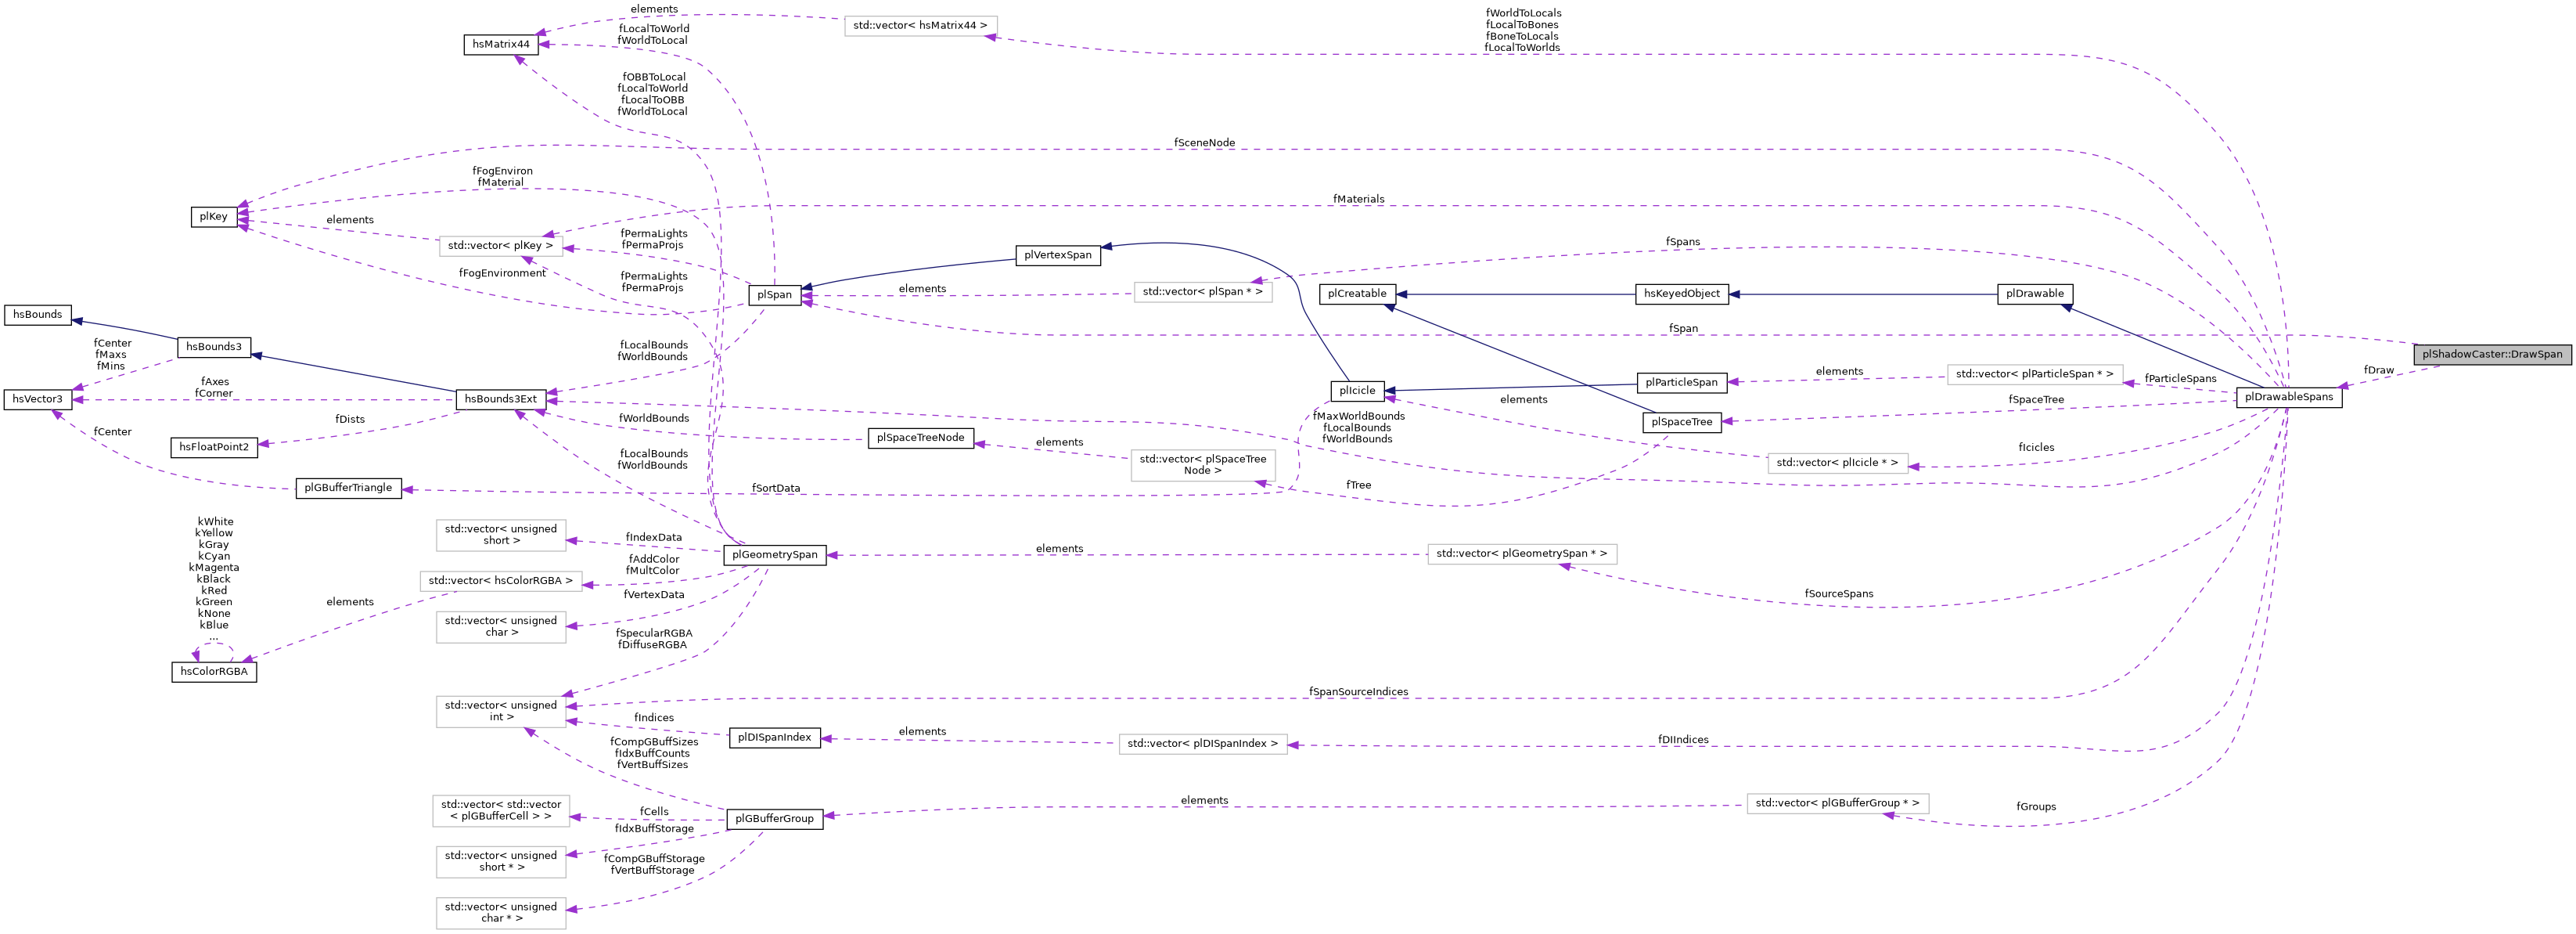 elements
std::vector< hsMatrix44 >
fWorldToLocals
fLocalToBones
fBoneToLocals
fLocalToWorlds
hsMatrix44
fLocalToWorld
fWorldToLocal
fOBBToLocal
fLocalToWorld
fLocalToOBB
fWorldToLocal
fSceneNode
fFogEnviron
fMaterial
fMaterials
plKey
elements
std::vector< plKey >
fPermaLights
fPermaProjs
fSpans
plVertexSpan
fFogEnvironment
fPermaLights
fPermaProjs
plSpan
elements
std::vector< plSpan * >
plCreatable
hsKeyedObject
plDrawable
hsBounds
fSpan
hsBounds3
fCenter
fMaxs
fMins
fLocalBounds
fWorldBounds
plShadowCaster::DrawSpan
fDraw
fAxes
fCorner
hsVector3
hsBounds3Ext
plIcicle
plParticleSpan
elements
std::vector< plParticleSpan * >
fParticleSpans
plDrawableSpans
elements
fSpaceTree
fDists
fCenter
fWorldBounds
fMaxWorldBounds
fLocalBounds
fWorldBounds
plSpaceTree
hsFloatPoint2
plSpaceTreeNode
elements
std::vector< plSpaceTree
Node >
fIcicles
std::vector< plIcicle * >
fLocalBounds
fWorldBounds
plGBufferTriangle
fSortData
fTree
kWhite
kYellow
kGray
kCyan
kMagenta
kBlack
kRed
kGreen
kNone
kBlue
...
std::vector< unsigned
short >
fIndexData
plGeometrySpan
elements
std::vector< plGeometrySpan * >
fAddColor
fMultColor
std::vector< hsColorRGBA >
elements
fVertexData
fSourceSpans
std::vector< unsigned
char >
fSpecularRGBA
fDiffuseRGBA
hsColorRGBA
fSpanSourceIndices
std::vector< unsigned
int >
fIndices
plDISpanIndex
elements
std::vector< plDISpanIndex >
fDIIndices
fCompGBuffSizes
fIdxBuffCounts
fVertBuffSizes
std::vector< std::vector
< plGBufferCell > >
fCells
plGBufferGroup
elements
std::vector< plGBufferGroup * >
fGroups
fIdxBuffStorage
std::vector< unsigned
short * >
fCompGBuffStorage
fVertBuffStorage
std::vector< unsigned
char * >